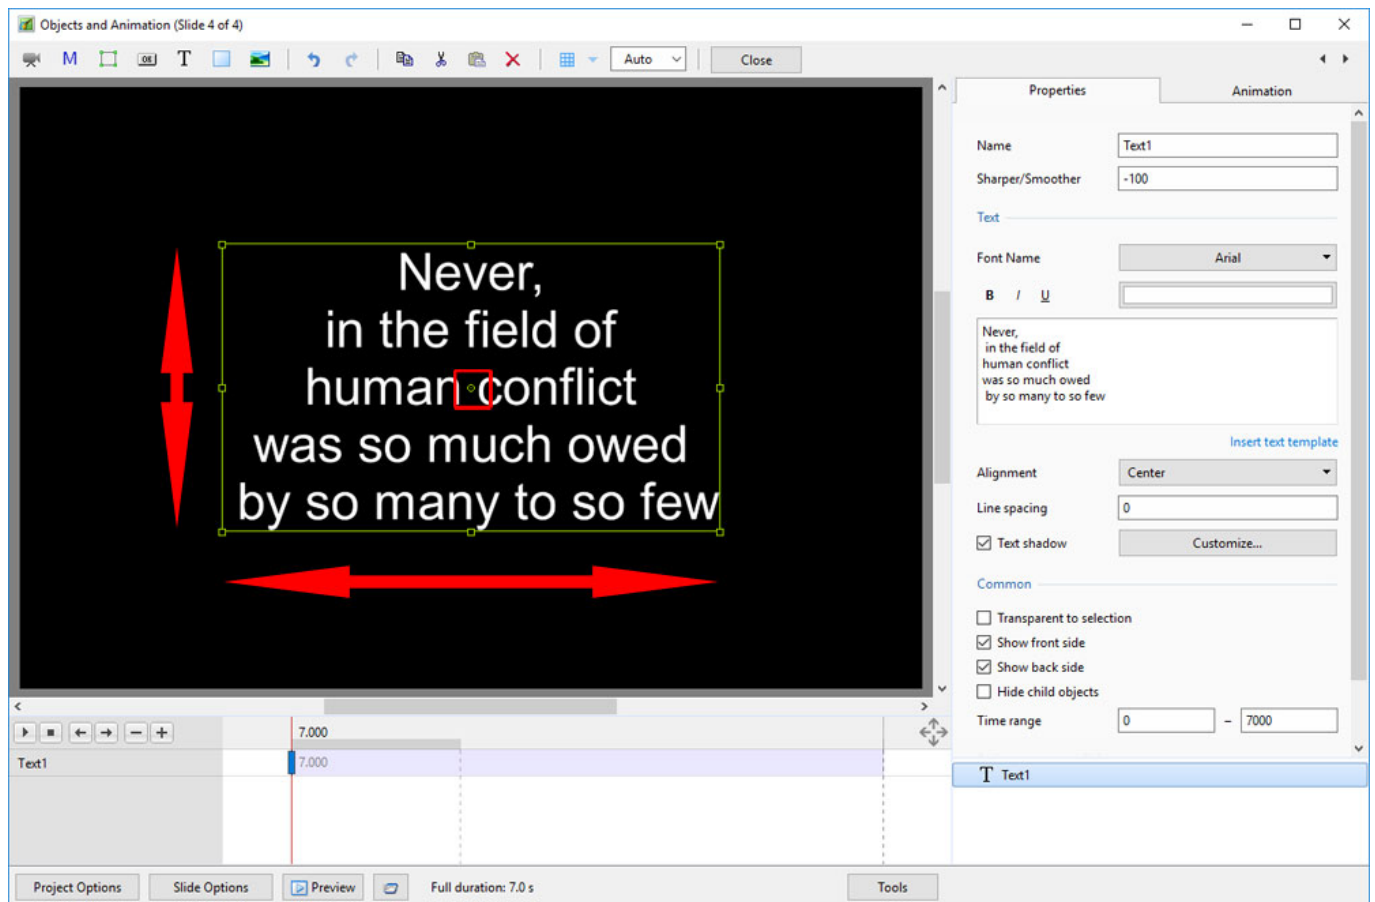 Objects and Animation (Slide 4 of 4)
M OK T Auto Close
Properties Animation
Name Text1
Sharper/Smoother -100
Text
Font Name Arial
B I U
Never,
in the field of
human conflict
was so much owed
by so many to so few
Insert text template
Alignment Center
Line spacing 0
Text shadow Customize...
Common
Transparent to selection
Show front side
Show back side
Hide child objects
Time range 0 – 7000
T Text1
Never,
in the field of
human conflict
was so much owed
by so many to so few
7.000
Text1 7.000
Project Options Slide Options Preview Full duration: 7.0 s Tools